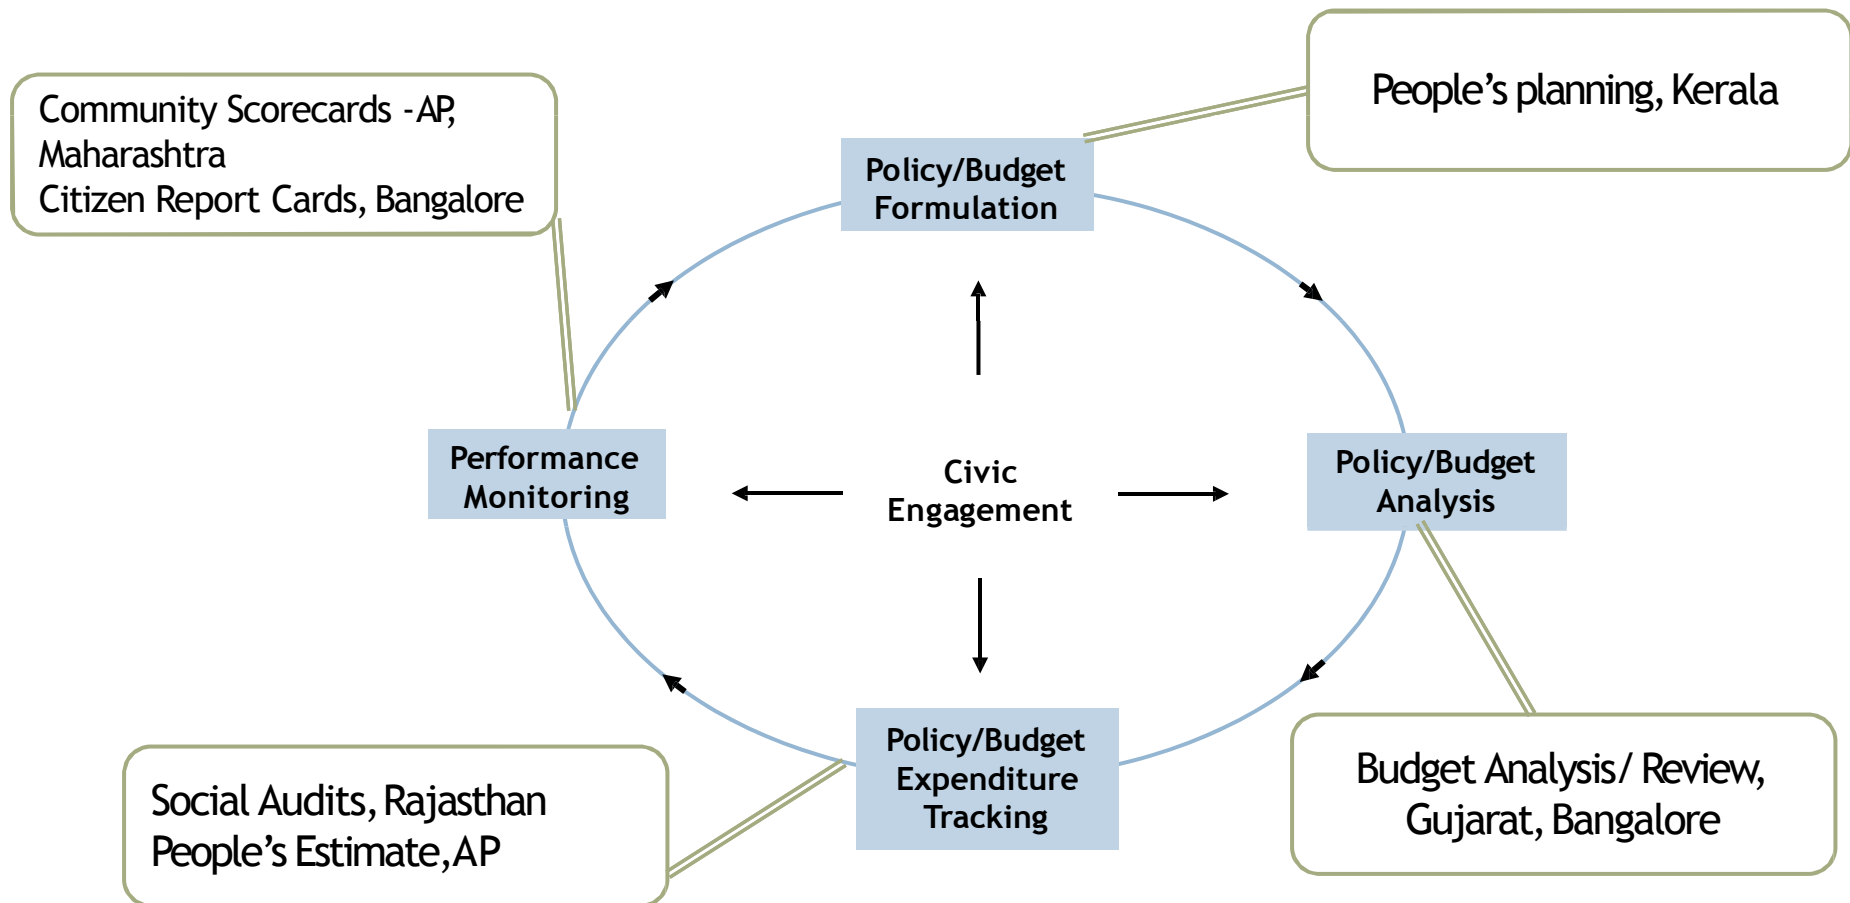 Community Scorecards -AP,
Maharashtra
Citizen Report Cards, Bangalore
People’s planning, Kerala
Policy/Budget
Formulation
Performance
Monitoring
Civic
Engagement
Policy/Budget
Analysis
Policy/Budget
Expenditure
Tracking
Social Audits, Rajasthan
People’s Estimate, AP
Budget Analysis/ Review,
Gujarat, Bangalore